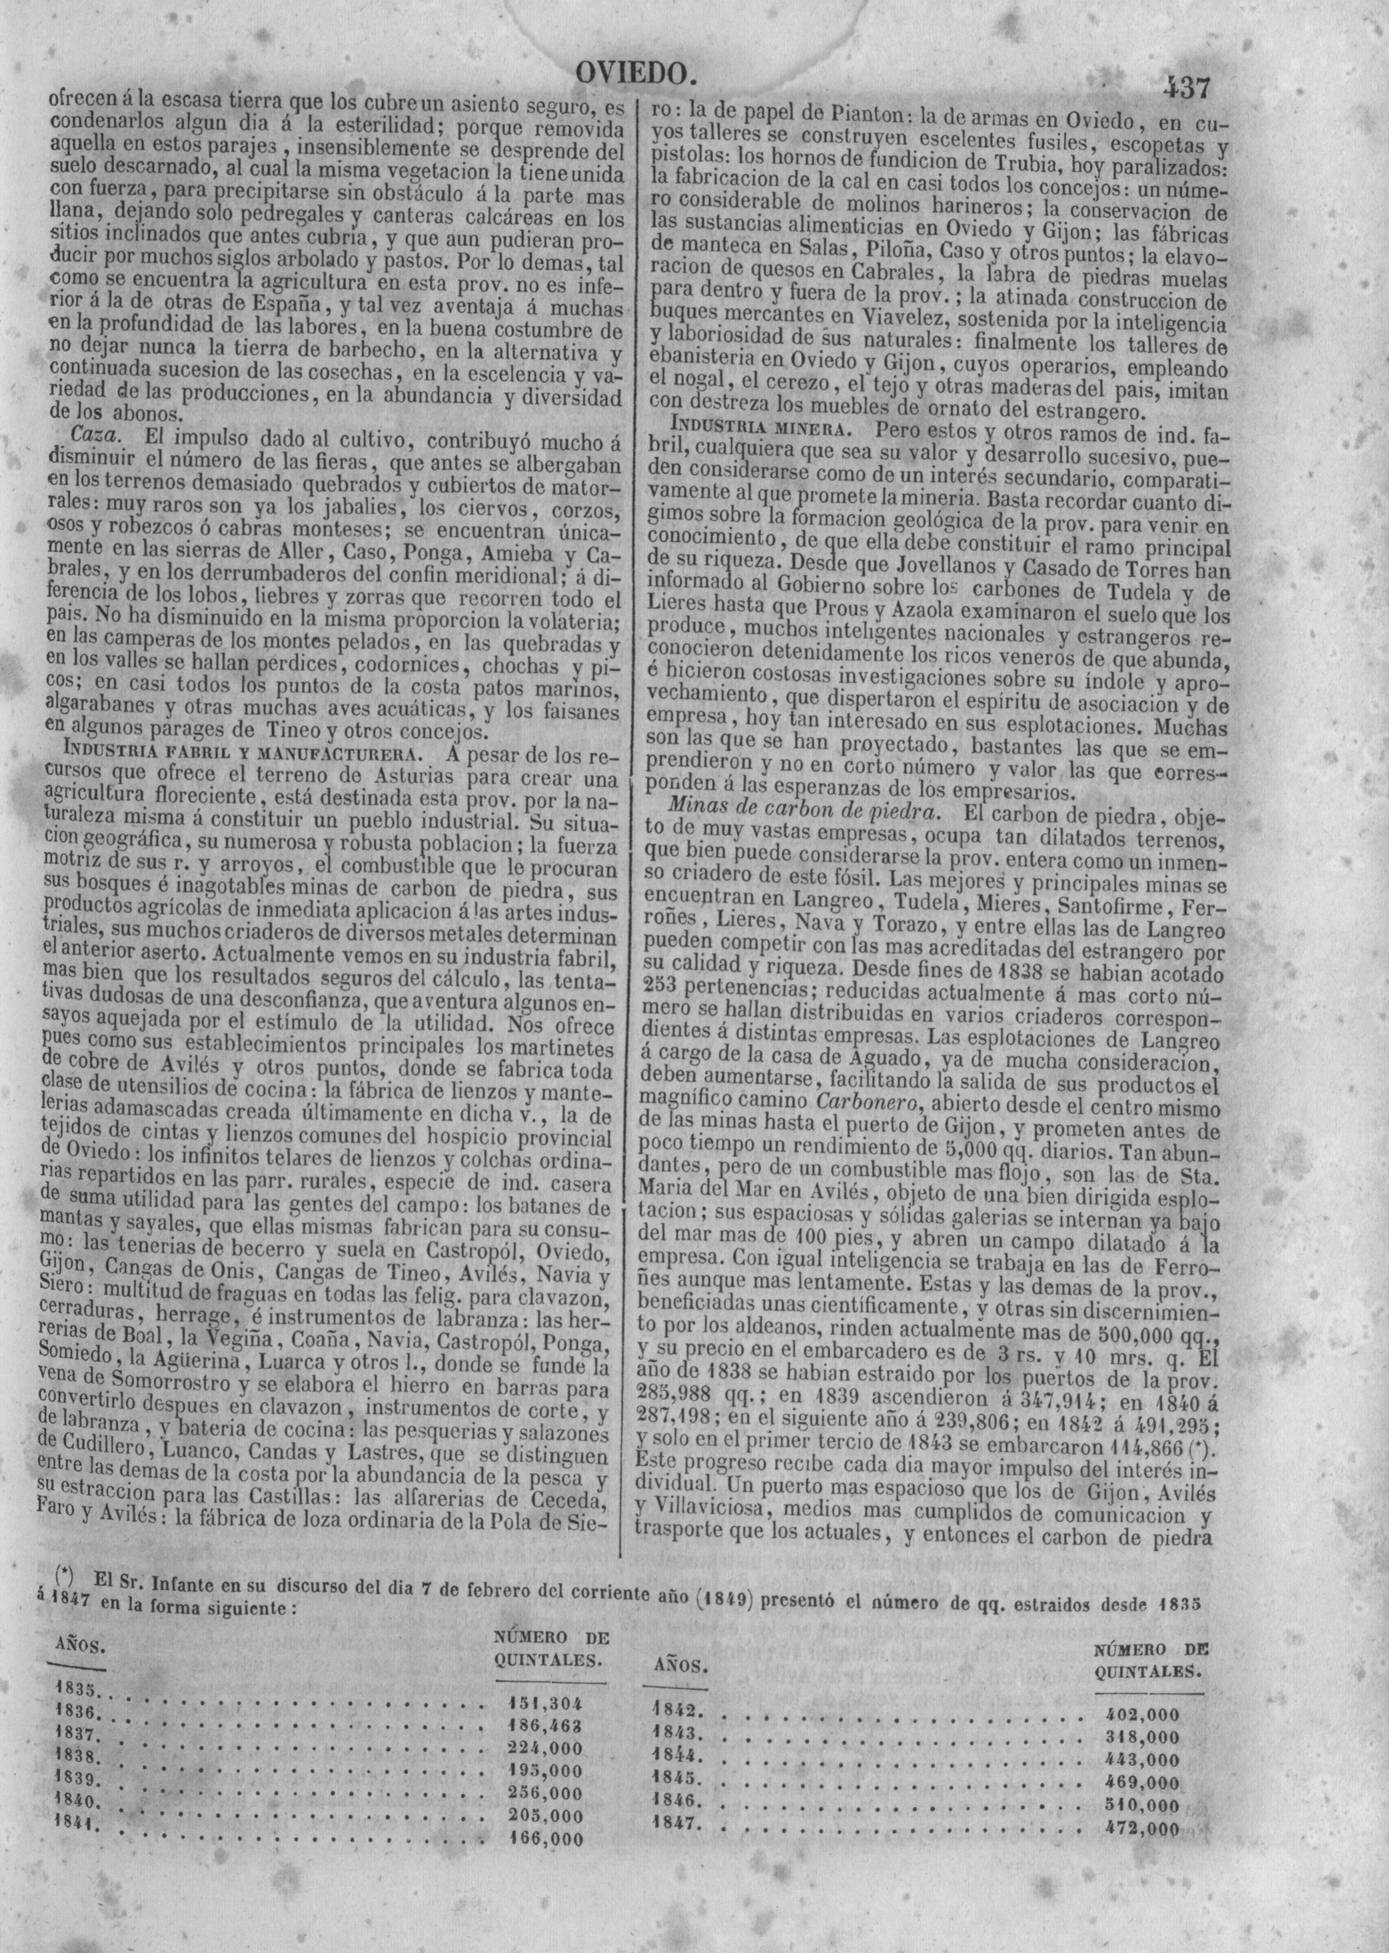 OVIEDO.
437
ofrecen á la escasa tierra que los cubre un asiento seguro, es
condenarlos algun dia á la esterilidad; porque removida
aquella en estos parajes, insensiblemente se desprende del
suelo descarnado, al cual la misma vegetacion la tiene unida
con fuerza, para precipitarse sin obstáculo á la parte mas
llana, dejando solo pedregales y canteras calcáreas en los
sitios inclinados que antes cubria, y que aun pudieran pro-
ducir por muchos siglos arbolado y pastos. Por lo demas, tal
como se encuentra la agricultura en esta prov. no es infe-
rior á la de otras de España, y tal vez aventaja á muchas
en la profundidad de las labores, en la buena costumbre de
no dejar nunca la tierra de barbecho, en la alternativa y
continuada sucesion de las cosechas, en la escelencia y va-
riedad de las producciones, en la abundancia y diversidad
de los abonos.
Caza. El impulso dado al cultivo, contribuyó mucho á
disminuir el número de las fieras, que antes se albergaban
en los terrenos demasiado quebrados y cubiertos de mator-
rales: muy raros son ya los jabalies, los ciervos, corzos,
osos y robezcos ó cabras monteses; se encuentran única-
mente en las sierras de Aller, Caso, Ponga, Amieba y Ca-
brales, y en los derrumbaderos del confin meridional; á di-
ferencia de los lobos, liebres y zorras que recorren todo el
pais. No ha disminuido en la misma proporcion la volateria;
en las camperas de los montes pelados, en las quebradas y
en los valles se hallan perdices, codornices, chochas y pi-
cos; en casi todos los puntos de la costa patos marinos,
algarabanes y otras muchas aves acuáticas, y los faisanes
en algunos parages de Tineo y otros concejos.
INDUSTRIA FABRIL Y MANUFACTURERA. A pesar de los re-
cursos que ofrece el terreno de Asturias para crear una
agricultura floreciente, está destinada esta prov. por la na-
turaleza misma á constituir un pueblo industrial. Su situa-
cion geográfica, su numerosa y robusta poblacion; la fuerza
motriz de sus r. y arroyos, el combustible que le procuran
sus bosques é inagotables minas de carbon de piedra, sus
productos agrícolas de inmediata aplicacion á las artes indus-
triales, sus muchos criaderos de diversos metales determinan
el anterior aserto. Actualmente vemos en su industria fabril,
mas bien que los resultados seguros del cálculo, las tenta-
tivas dudosas de una desconfianza, que aventura algunos en-
sayos aquejada por el estímulo de la utilidad. Nos ofrece
pues como sus establecimientos principales los martinetes
de cobre de Avilés y otros puntos, donde se fabrica toda
clase de utensilios de cocina: la fábrica de lienzos y mante-
lerias adamascadas creada últimamente en dicha v., la de
tejidos de cintas y lienzos comunes del hospicio provincial
de Oviedo: los infinitos telares de lienzos y colchas ordina-
rias repartidos en las parr. rurales, especie de ind. casera
de suma utilidad para las gentes del campo: los batanes de
mantas y sayales, que ellas mismas fabrican para su consu-
mo: las tenerias de becerro y suela en Castropól, Oviedo,
Gijon, Cangas de Onis, Cangas de Tineo, Avilés, Navia y
Siero: multitud de fraguas en todas las felig. para clavazon,
cerraduras, herrage, é instrumentos de labranza: las her-
rerias de Boal, la Vegiña, Coaña, Navia, Castropól, Ponga,
Somiedo, la Agüerina, Luarca y otros l., donde se funde la
vena de Somorrostro y se elabora el hierro en barras para
convertirlo despues en clavazon, instrumentos de corte, y
de labranza, y bateria de cocina: las pesquerias y salazones
de Cudillero, Luanco, Candas y Lastres, que se distinguen
entre las demas de la costa por la abundancia de la pesca y
su estraccion para las Castillas: las alfarerias de Ceceda,
Faro y Avilés: la fábrica de loza ordinaria de la Pola de Sie-
ro: la de papel de Pianton: la de armas en Oviedo, en cu-
yos talleres se construyen escelentes fusiles, escopetas y
pistolas: los hornos de fundicion de Trubia, hoy paralizados:
la fabricacion de la cal en casi todos los concejos: un núme-
ro considerable de molinos harineros; la conservacion de
las sustancias alimenticias en Oviedo y Gijon; las fábricas
de manteca en Salas, Piloña, Caso y otros puntos; la elavo-
racion de quesos en Cabrales, la labra de piedras muelas
para dentro y fuera de la prov.; la atinada construccion de
buques mercantes en Viavelez, sostenida por la inteligencia
y laboriosidad de sus naturales: finalmente los talleres de
ebanisteria en Oviedo y Gijon, cuyos operarios, empleando
el nogal, el cerezo, el tejo y otras maderas del pais, imitan
con destreza los muebles de ornato del estrangero.
INDUSTRIA MINERA. Pero estos y otros ramos de ind. fa-
bril, cualquiera que sea su valor y desarrollo sucesivo, pue-
den considerarse como de un interés secundario, comparati-
vamente al que promete la mineria. Basta recordar cuanto di-
gimos sobre la formacion geológica de la prov. para venir en
conocimiento, de que ella debe constituir el ramo principal
de su riqueza. Desde que Jovellanos y Casado de Torres han
informado al Gobierno sobre los carbones de Tudela y de
Lieres hasta que Prous y Azaola examinaron el suelo que los
produce, muchos inteligentes nacionales y estrangeros re-
conocieron detenidamente los ricos veneros de que abunda,
é hicieron costosas investigaciones sobre su índole y apro-
vechamiento, que dispertaron el espíritu de asociacion y de
empresa, hoy tan interesado en sus esplotaciones. Muchas
son las que se han proyectado, bastantes las que se em-
prendieron y no en corto número y valor las que corres-
ponden á las esperanzas de los empresarios.
Minas de carbon de piedra. El carbon de piedra, obje-
to de muy vastas empresas, ocupa tan dilatados terrenos,
que bien puede considerarse la prov. entera como un inmen-
so criadero de este fósil. Las mejores y principales minas se
encuentran en Langreo, Tudela, Mieres, Santofirme, Fer-
roñes, Lieres, Nava y Torazo, y entre ellas las de Langreo
pueden competir con las mas acreditadas del estrangero por
su calidad y riqueza. Desde fines de 1838 se habian acotado
253 pertenencias; reducidas actualmente á mas corto nú-
mero se hallan distribuidas en varios criaderos correspon-
dientes á distintas empresas. Las esplotaciones de Langreo
á cargo de la casa de Aguado, ya de mucha consideracion,
deben aumentarse, facilitando la salida de sus productos el
magnífico camino Carbonero, abierto desde el centro mismo
de las minas hasta el puerto de Gijon, y prometen antes de
poco tiempo un rendimiento de 5,000 qq. diarios. Tan abun-
dantes, pero de un combustible mas flojo, son las de Sta.
Maria del Mar en Avilés, objeto de una bien dirigida esplo-
tacion; sus espaciosas y sólidas galerias se internan ya bajo
del mar mas de 100 pies, y abren un campo dilatado á la
empresa. Con igual inteligencia se trabaja en las de Ferro-
ñes aunque mas lentamente. Estas y las demas de la prov.,
beneficiadas unas científicamente, y otras sin discernimien-
to por los aldeanos, rinden actualmente mas de 500,000 qq.,
y su precio en el embarcadero es de 3 rs. y 10 mrs. q. El
año de 1838 se habian estraido por los puertos de la prov.
285,988 qq.; en 1839 ascendieron á 347,914; en 1840 á
287,198; en el siguiente año á 239,806; en 1842 á 491,295;
y solo en el primer tercio de 1843 se embarcaron 114,866 (*).
Este progreso recibe cada dia mayor impulso del interés in-
dividual. Un puerto mas espacioso que los de Gijon, Avilés
y Villaviciosa, medios mas cumplidos de comunicacion y
trasporte que los actuales, y entonces el carbon de piedra
(*) El Sr. Infante en su discurso del dia 7 de febrero del corriente año (1849) presentó el número de qq. estraidos desde 1835
á 1847 en la forma siguiente:
AÑOS. NÚMERO DE QUINTALES.
1835. . . . . . . . . . . . . . . . . . . . 151,304
1836. . . . . . . . . . . . . . . . . . . . 186,463
1837. . . . . . . . . . . . . . . . . . . . 224,000
1838. . . . . . . . . . . . . . . . . . . . 195,000
1839. . . . . . . . . . . . . . . . . . . . 256,000
1840. . . . . . . . . . . . . . . . . . . . 205,000
1841. . . . . . . . . . . . . . . . . . . . 166,000
AÑOS. NÚMERO DE QUINTALES.
1842. . . . . . . . . . . . . . . . . . . . 402,000
1843. . . . . . . . . . . . . . . . . . . . 318,000
1844. . . . . . . . . . . . . . . . . . . . 443,000
1845. . . . . . . . . . . . . . . . . . . . 469,000
1846. . . . . . . . . . . . . . . . . . . . 510,000
1847. . . . . . . . . . . . . . . . . . . . 472,000